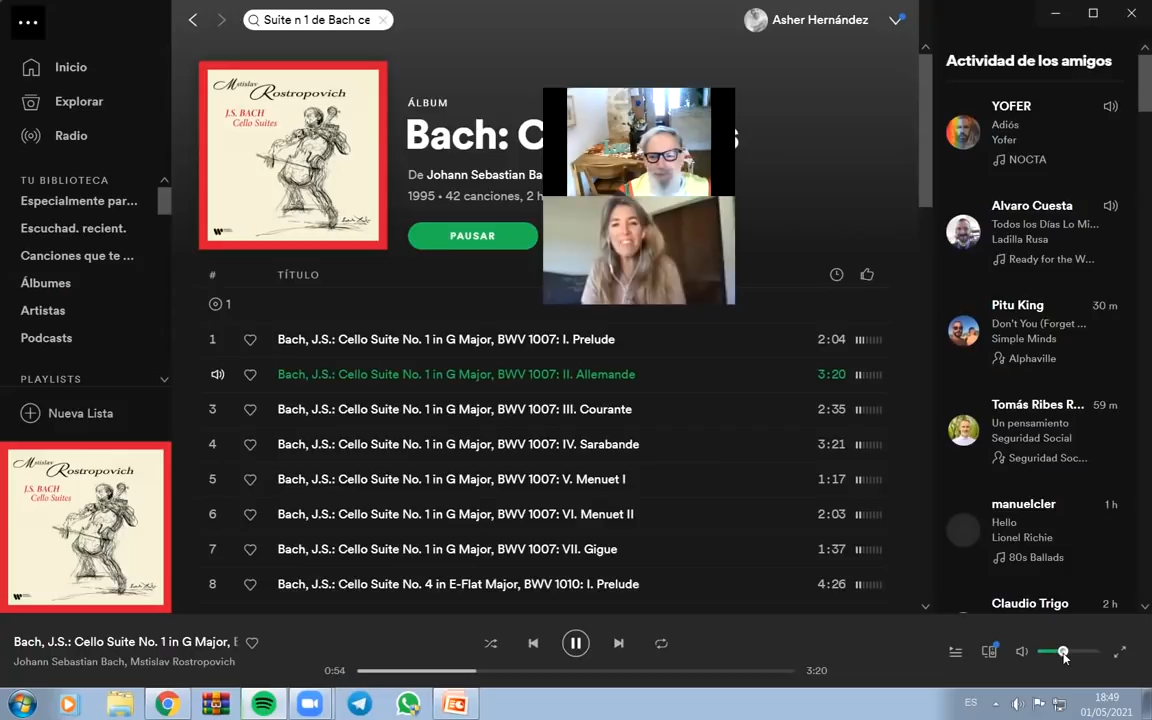 Suite n 1 de Bach ce
Asher Hernández
Inicio
Explorar
Radio
TU BIBLIOTECA
Especialmente par...
Escuchad. recient.
Canciones que te ...
Álbumes
Artistas
Podcasts
PLAYLISTS
Nueva Lista
Mstislav
Rostropovich
J.S. BACH
Cello Suites
ÁLBUM
Bach: C
s
De Johann Sebastian Ba
1995 • 42 canciones, 2 h
PAUSAR
# TÍTULO
1
1 Bach, J.S.: Cello Suite No. 1 in G Major, BWV 1007: I. Prelude 2:04
Bach, J.S.: Cello Suite No. 1 in G Major, BWV 1007: II. Allemande 3:20
3 Bach, J.S.: Cello Suite No. 1 in G Major, BWV 1007: III. Courante 2:35
4 Bach, J.S.: Cello Suite No. 1 in G Major, BWV 1007: IV. Sarabande 3:21
5 Bach, J.S.: Cello Suite No. 1 in G Major, BWV 1007: V. Menuet I 1:17
6 Bach, J.S.: Cello Suite No. 1 in G Major, BWV 1007: VI. Menuet II 2:03
7 Bach, J.S.: Cello Suite No. 1 in G Major, BWV 1007: VII. Gigue 1:37
8 Bach, J.S.: Cello Suite No. 4 in E-Flat Major, BWV 1010: I. Prelude 4:26
Actividad de los amigos
YOFER
Adiós
Yofer
NOCTA
Alvaro Cuesta
Todos los Días Lo Mi...
Ladilla Rusa
Ready for the W...
Pitu King 30 m
Don't You (Forget ...
Simple Minds
Alphaville
Tomás Ribes R... 59 m
Un pensamiento
Seguridad Social
Seguridad Soc...
manuelcler 1 h
Hello
Lionel Richie
80s Ballads
Claudio Trigo 2 h
Mstislav
Rostropovich
J.S. BACH
Cello Suites
Bach, J.S.: Cello Suite No. 1 in G Major, E
Johann Sebastian Bach, Mstislav Rostropovich
0:54
3:20
ES
18:49
01/05/2021